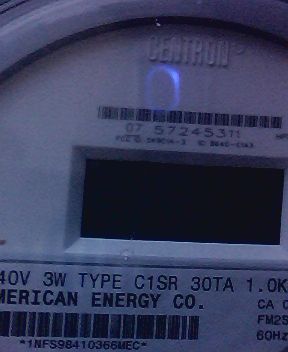 CENTRON
07 57245311
40V 3W TYPE C1SR 30TA 1.0K
MERICAN ENERGY CO.
CA
FM2S
60Hz
*1NFS98410366MEC*